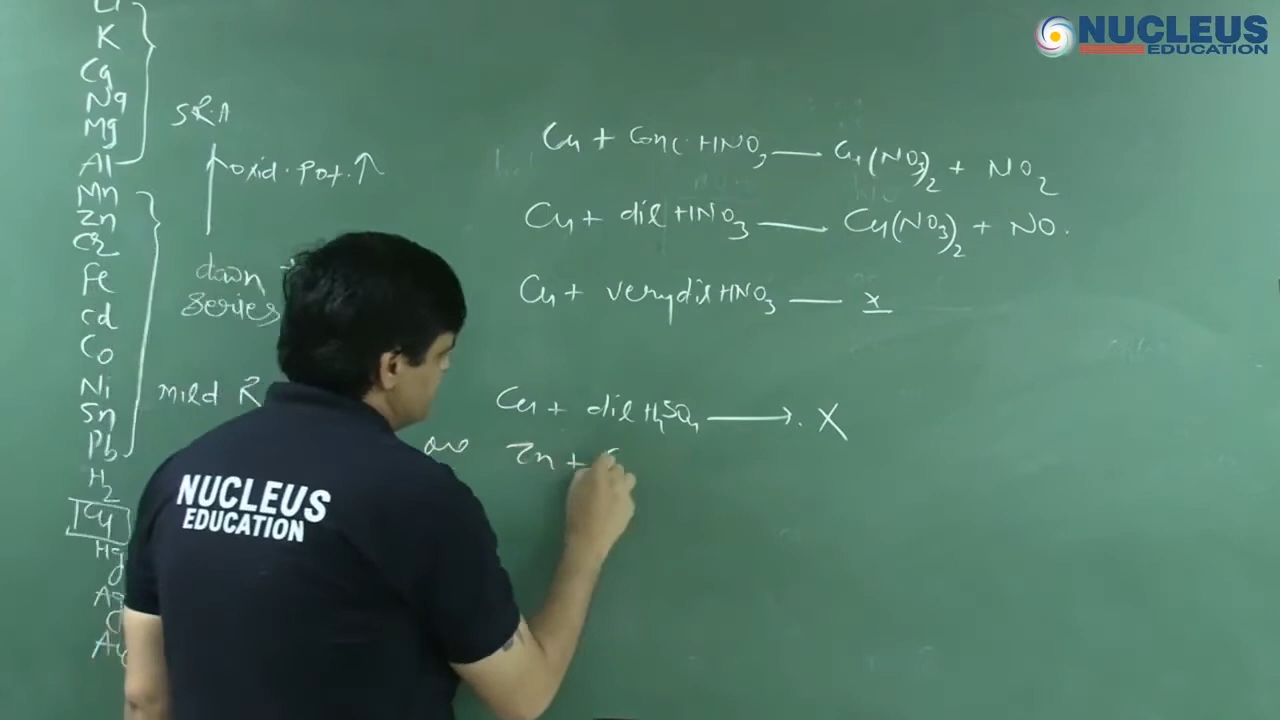 NUCLEUS
EDUCATION
Li
K
Ca
Na
Mg
Al
Mn
Zn
Cr
Fe
Cd
Co
Ni
Sn
Pb
H2
Cu
Hg
Ag
Au
S.R.A
oxid. pot. ↑
down
series
mild R
Cu + Conc. HNO3 — Cu(NO3)2 + NO2
Cu + dil HNO3 — Cu(NO3)2 + NO.
Cu + very dil HNO3 — x
Cu + dil H2SO4 → . X
Zn +
NUCLEUS
EDUCATION